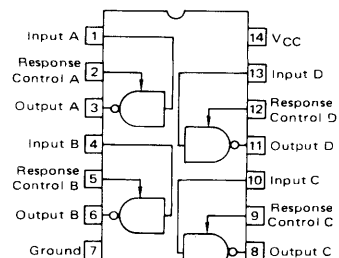 Input A 1
Response
Control A 2
Output A 3
Input B 4
Response
Control B 5
Output B 6
Ground 7
14 VCC
13 Input D
12 Response
Control D
11 Output D
10 Input C
9 Response
Control C
8 Output C